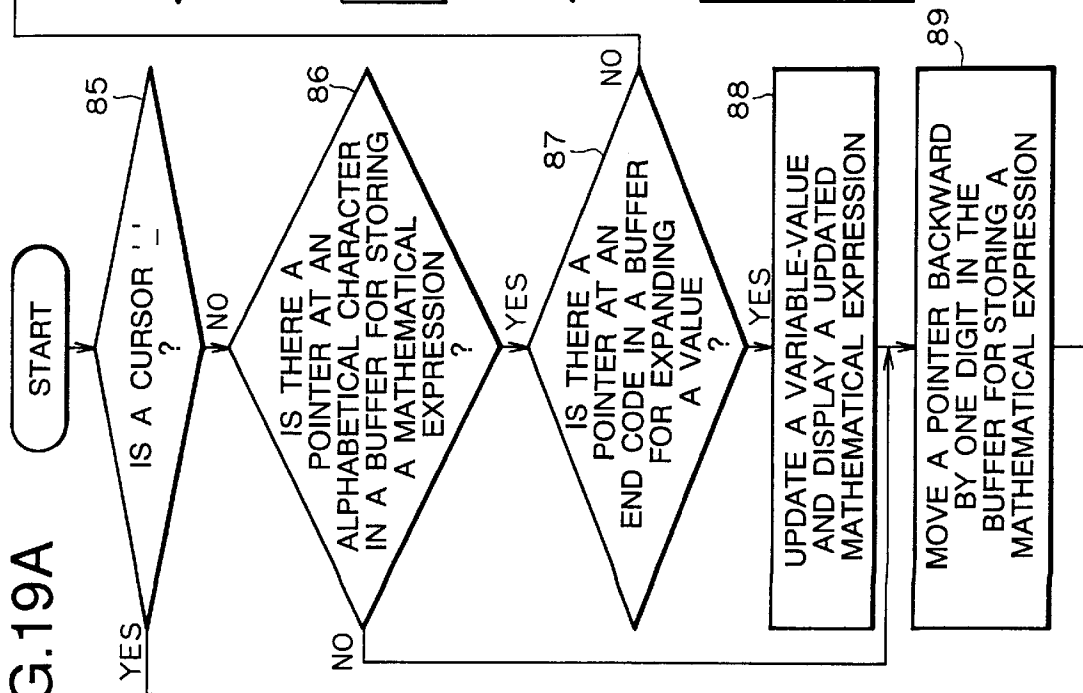 G.19A
START
IS A CURSOR '_'
?
85
YES
NO
86
IS THERE A
POINTER AT AN
ALPHABETICAL CHARACTER
IN A BUFFER FOR STORING
A MATHEMATICAL
EXPRESSION
?
NO
YES
87
IS THERE A
POINTER AT AN
END CODE IN A BUFFER
FOR EXPANDING
A VALUE
?
NO
YES
88
UPDATE A VARIABLE-VALUE
AND DISPLAY A UPDATED
MATHEMATICAL EXPRESSION
89
MOVE A POINTER BACKWARD
BY ONE DIGIT IN THE
BUFFER FOR STORING A
MATHEMATICAL EXPRESSION